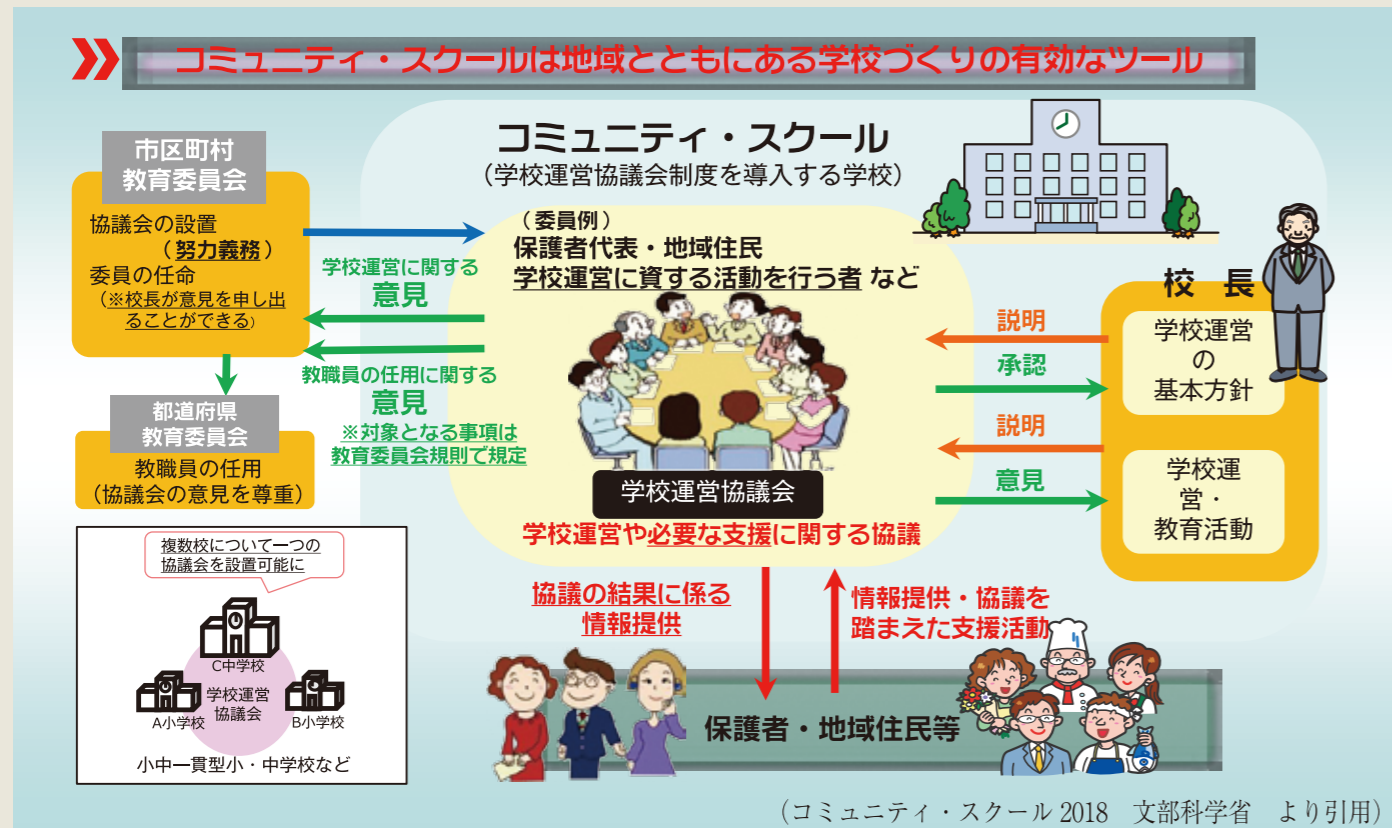 コミュニティ・スクールは地域とともにある学校づくりの有効なツール
コミュニティ・スクール
（学校運営協議会制度を導入する学校）
市区町村
教育委員会
協議会の設置
（努力義務）
委員の任命
（※校長が意見を申し出
ることができる）
学校運営に関する
意見
教職員の任用に関する
意見
※対象となる事項は
教育委員会規則で規定
都道府県
教育委員会
教職員の任用
（協議会の意見を尊重）
（委員例）
保護者代表・地域住民
学校運営に資する活動を行う者 など
学校運営協議会
学校運営や必要な支援に関する協議
説明
承認
説明
意見
校長
学校運営
の
基本方針
学校運
営・
教育活動
協議の結果に係る
情報提供
情報提供・協議を
踏まえた支援活動
保護者・地域住民等
複数校について一つの
協議会を設置可能に
C中学校
学校運営
協議会
A小学校
B小学校
小中一貫型小・中学校など
（コミュニティ・スクール 2018　文部科学省　より引用）